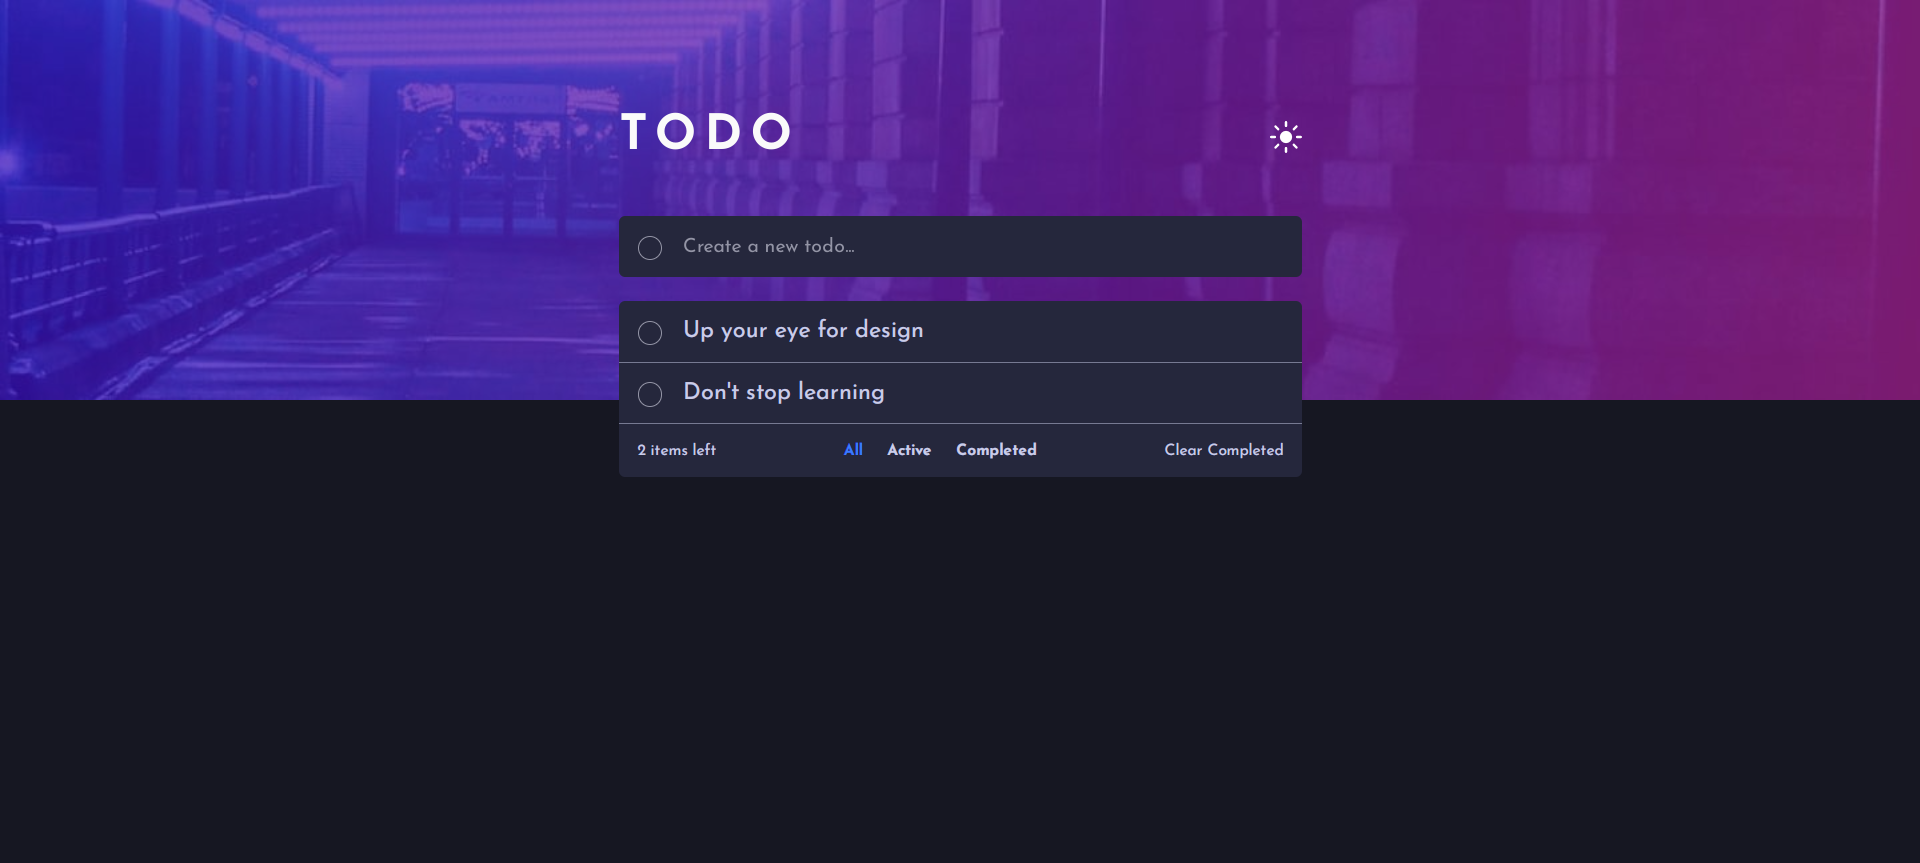 TODO
Create a new todo...
Up your eye for design
Don't stop learning
2 items left All Active Completed Clear Completed